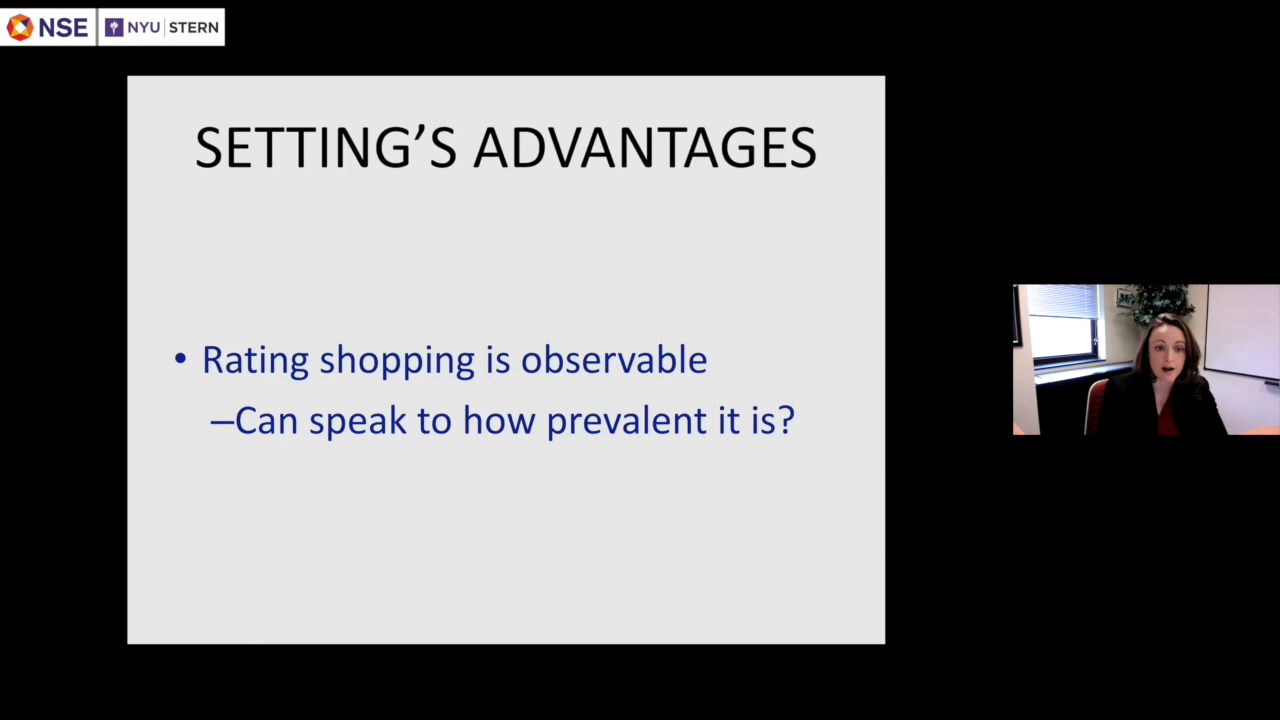 NSE NYU STERN
SETTING'S ADVANTAGES
• Rating shopping is observable
–Can speak to how prevalent it is?